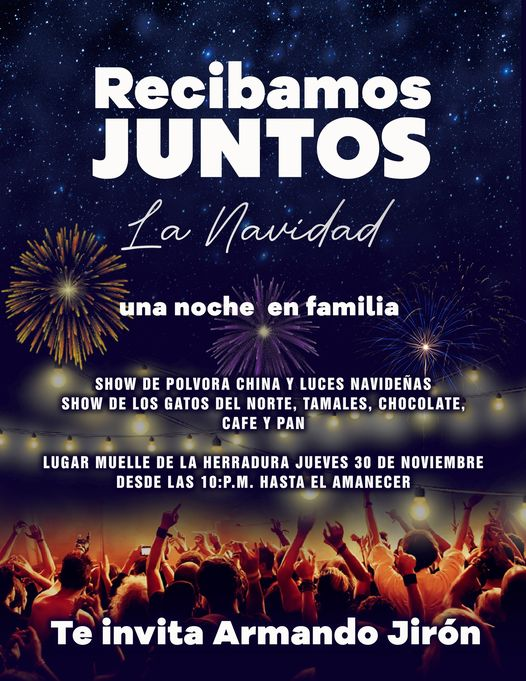 Recibamos
JUNTOS
La Navidad
una noche en familia
SHOW DE POLVORA CHINA Y LUCES NAVIDEÑAS
SHOW DE LOS GATOS DEL NORTE, TAMALES, CHOCOLATE,
CAFE Y PAN
LUGAR MUELLE DE LA HERRADURA JUEVES 30 DE NOVIEMBRE
DESDE LAS 10:P.M. HASTA EL AMANECER
Te invita Armando Jirón